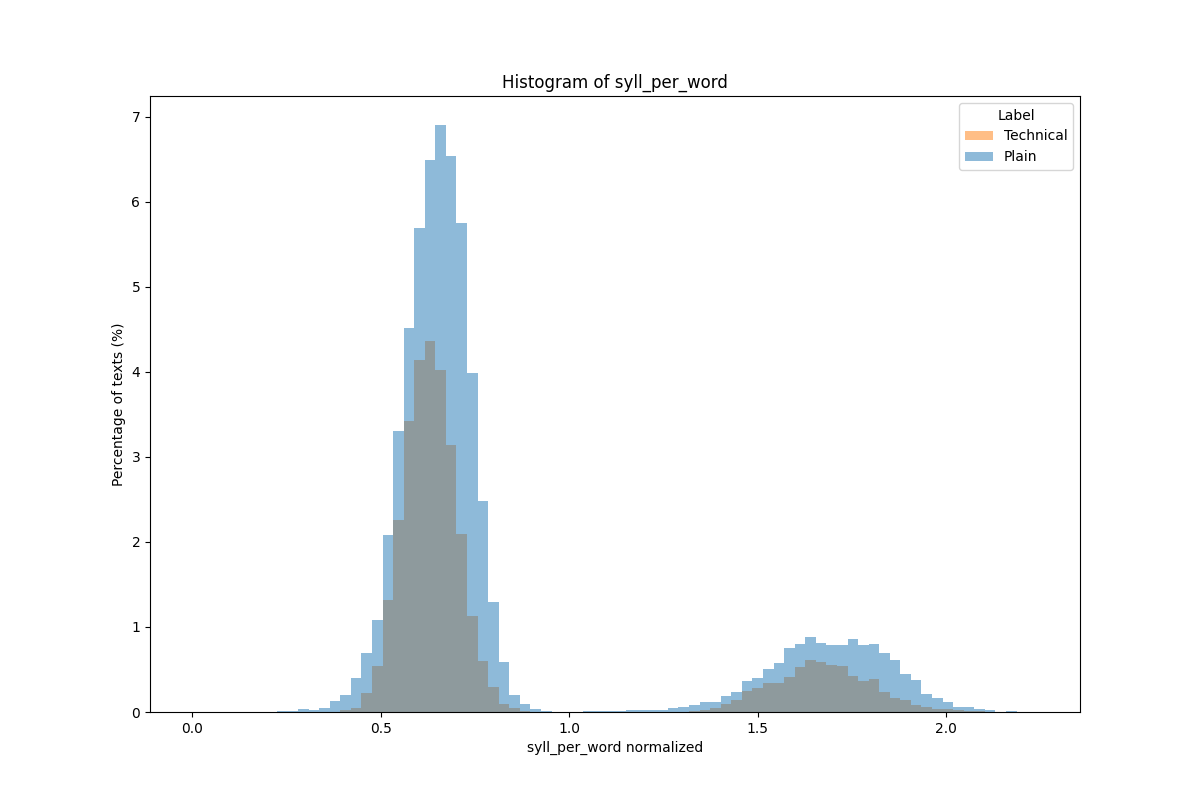 Histogram of syll_per_word
Label
Technical
Plain
Percentage of texts (%)
7
6
5
4
3
2
1
0
0.0 0.5 1.0 1.5 2.0
syll_per_word normalized